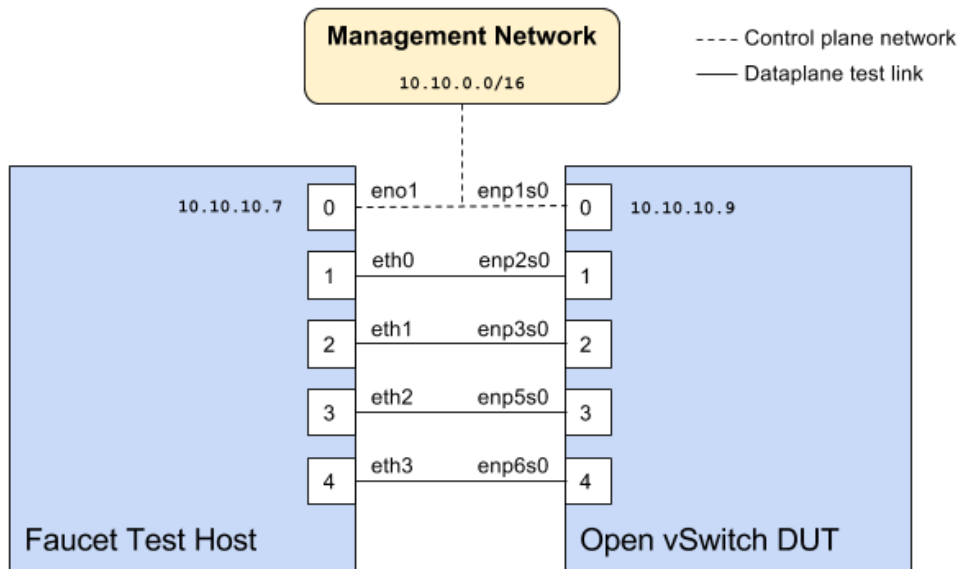 Management Network
10.10.0.0/16
Control plane network
Dataplane test link
10.10.10.7 0 eno1 enp1s0 0 10.10.10.9
1 eth0 enp2s0 1
2 eth1 enp3s0 2
3 eth2 enp5s0 3
4 eth3 enp6s0 4
Faucet Test Host
Open vSwitch DUT